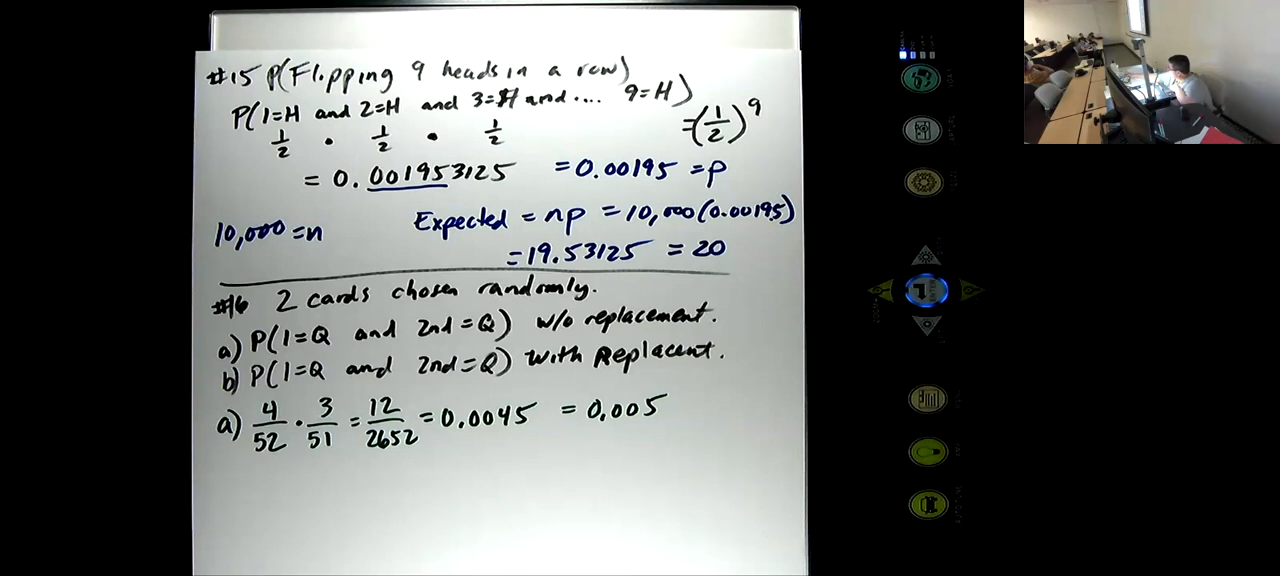 #15 P(Flipping 9 heads in a row)
P(1=H and 2=H and 3=H and.... 9=H)
1/2 • 1/2 • 1/2 =(1/2)^9
= 0.001953125 =0.00195 =p
10,000=n Expected = np =10,000(0.00195)
=19.53125 =20
#16 2 cards chosen randomly.
a) P(1=Q and 2nd=Q) w/o replacement.
b) P(1=Q and 2nd=Q) with Replacent.
a) 4/52 • 3/51 = 12/2652 =0.0045 = 0.005
ENTER